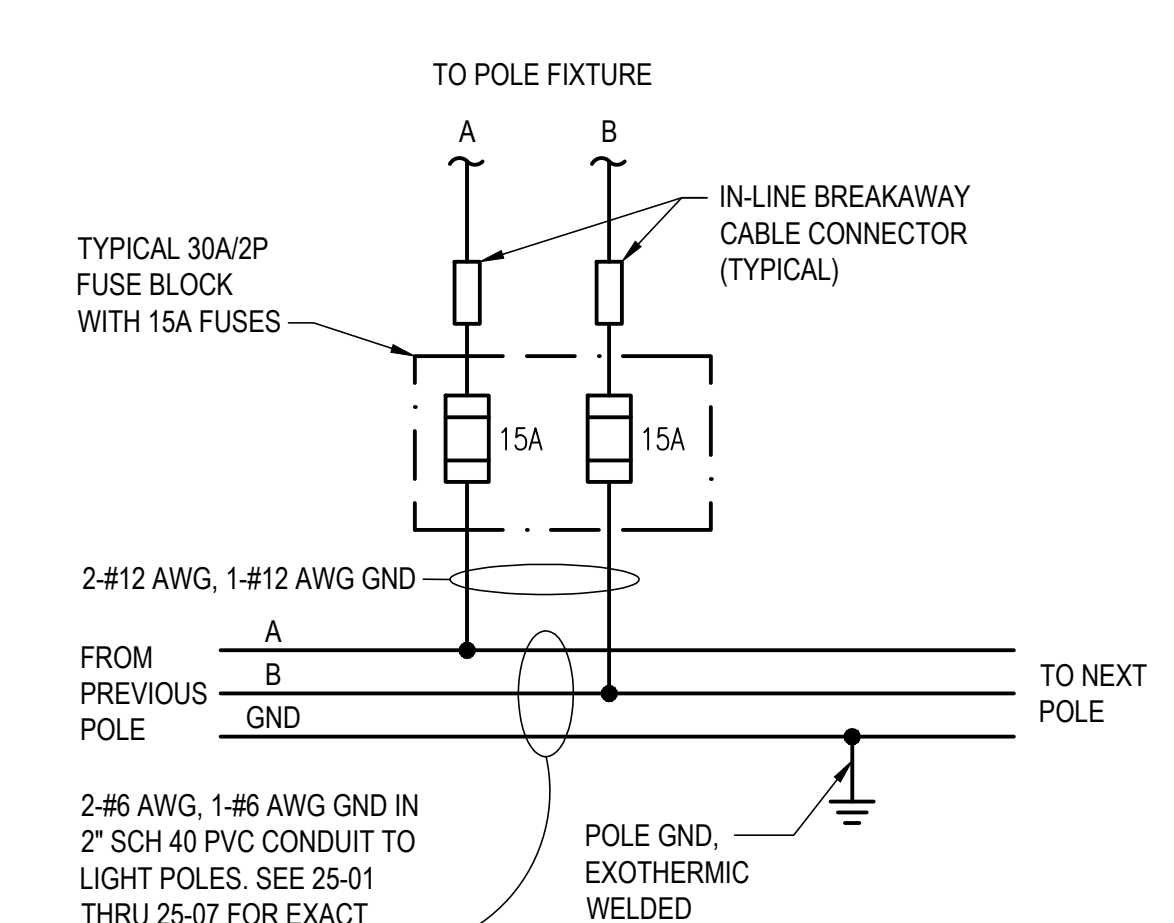 TO POLE FIXTURE
A
B
IN-LINE BREAKAWAY
CABLE CONNECTOR
(TYPICAL)
TYPICAL 30A/2P
FUSE BLOCK
WITH 15A FUSES
15A
15A
2-#12 AWG, 1-#12 AWG GND
FROM
PREVIOUS
POLE
A
B
GND
TO NEXT
POLE
2-#6 AWG, 1-#6 AWG GND IN
2" SCH 40 PVC CONDUIT TO
LIGHT POLES. SEE 25-01
THRU 25-07 FOR EXACT
POLE GND,
EXOTHERMIC
WELDED